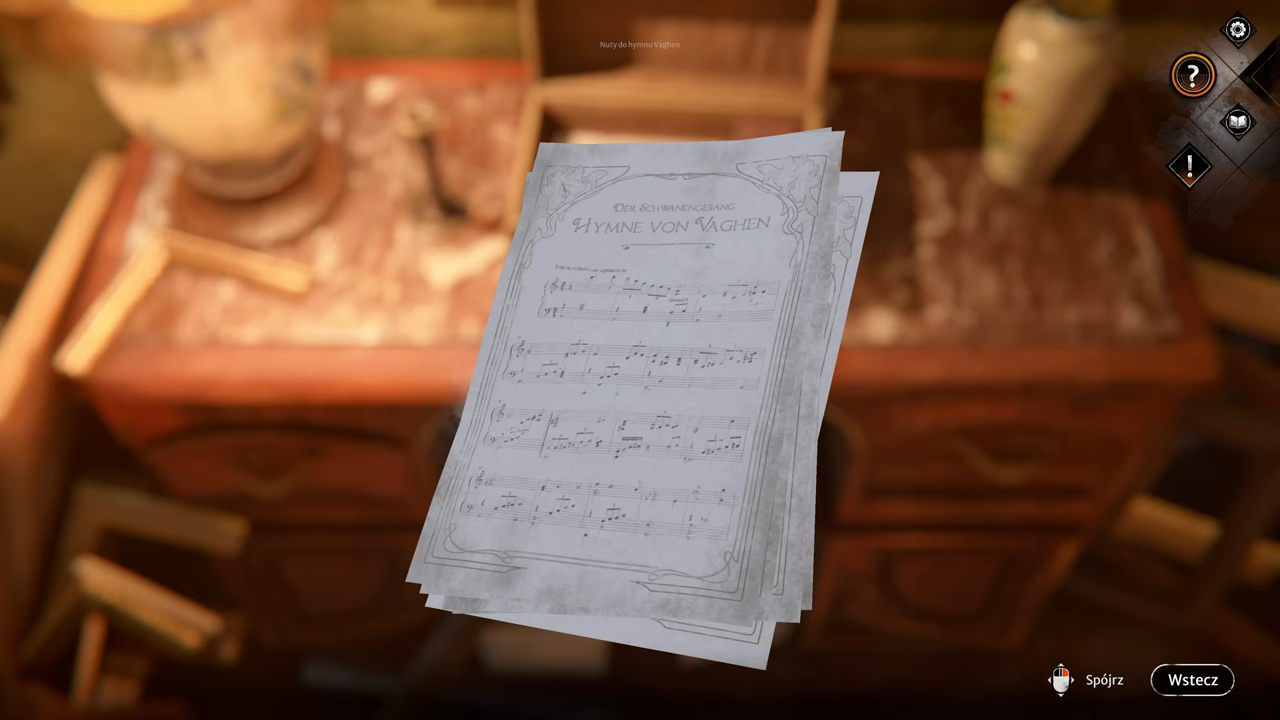 Nuty do hymnu Vaghen
Der Schwanengesang
Hymne von Vaghen
Spójrz
Wstecz